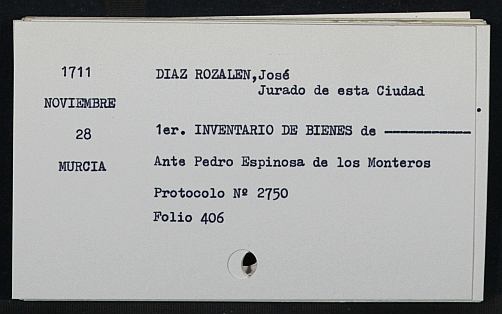 1711
DIAZ ROZALEN,José
Jurado de esta Ciudad
NOVIEMBRE
28
1er. INVENTARIO DE BIENES de ------------
MURCIA
Ante Pedro Espinosa de los Monteros
Protocolo Nº 2750
Folio 406